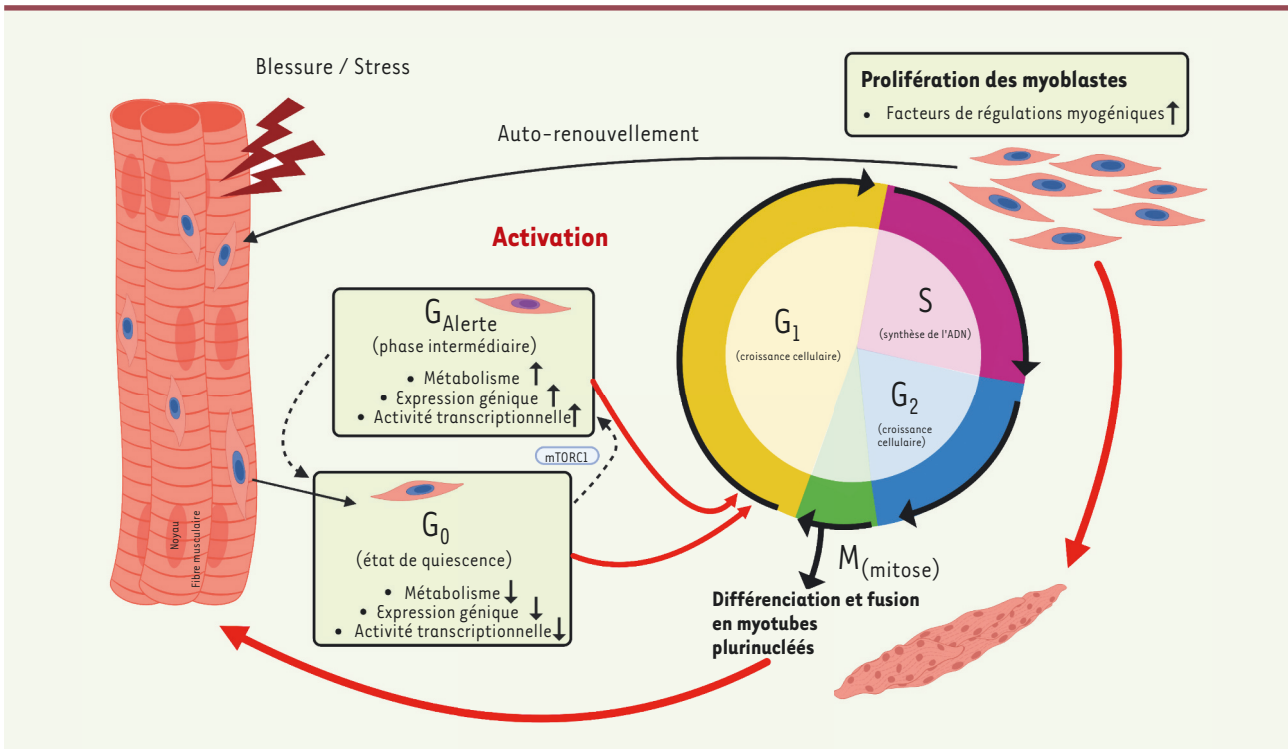 Blessure / Stress
Prolifération des myoblastes
• Facteurs de régulations myogéniques ↑
Auto-renouvellement
Activation
G Alerte
(phase intermédiaire)
• Métabolisme ↑
• Expression génique ↑
• Activité transcriptionnelle ↑
mTORC1
G0
(état de quiescence)
• Métabolisme ↓
• Expression génique ↓
• Activité transcriptionnelle ↓
Noyau
Fibre musculaire
G1
(croissance cellulaire)
S
(synthèse de l'ADN)
G2
(croissance
cellulaire)
M (mitose)
Différenciation et fusion
en myotubes
plurinucléés